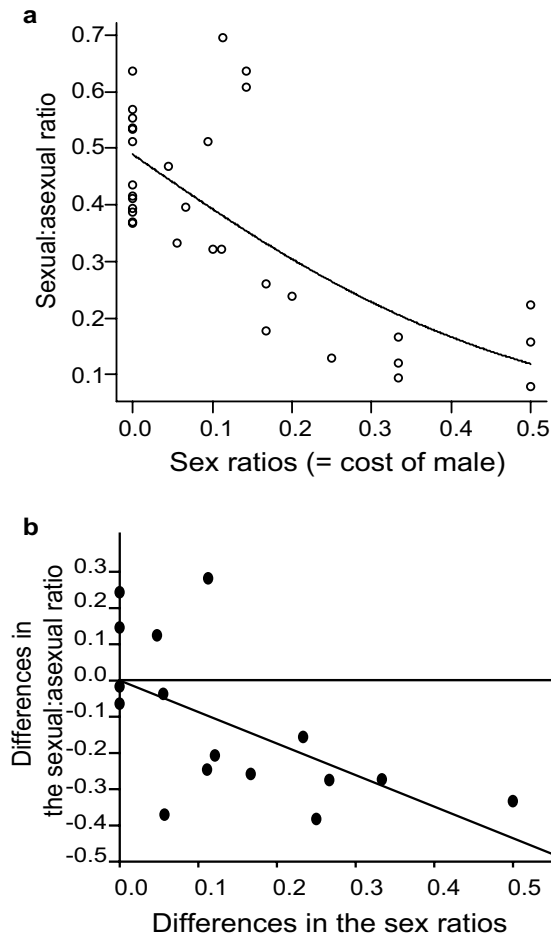 a
Sexual:asexual ratio
0.7
0.6
0.5
0.4
0.3
0.2
0.1
0.0 0.1 0.2 0.3 0.4 0.5
Sex ratios (= cost of male)
b
Differences in
the sexual:asexual ratio
0.3
0.2
0.1
0.0
-0.1
-0.2
-0.3
-0.4
-0.5
0.0 0.1 0.2 0.3 0.4 0.5
Differences in the sex ratios